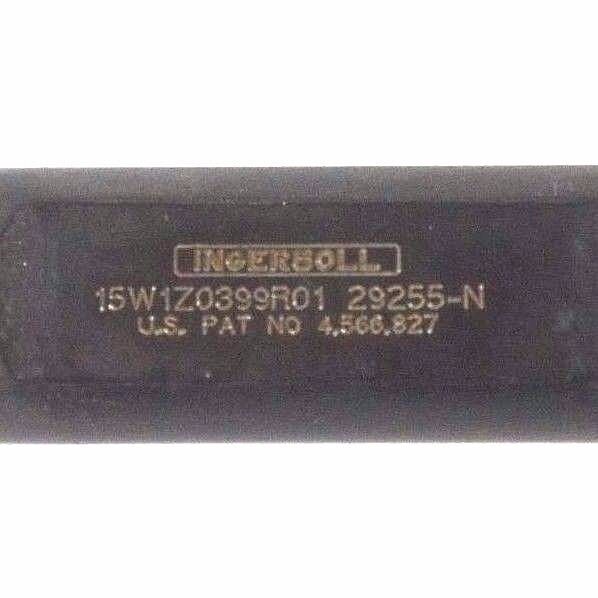 INGERSOLL
15W1Z0399R01 29255-N
U.S. PAT NO 4,566,827